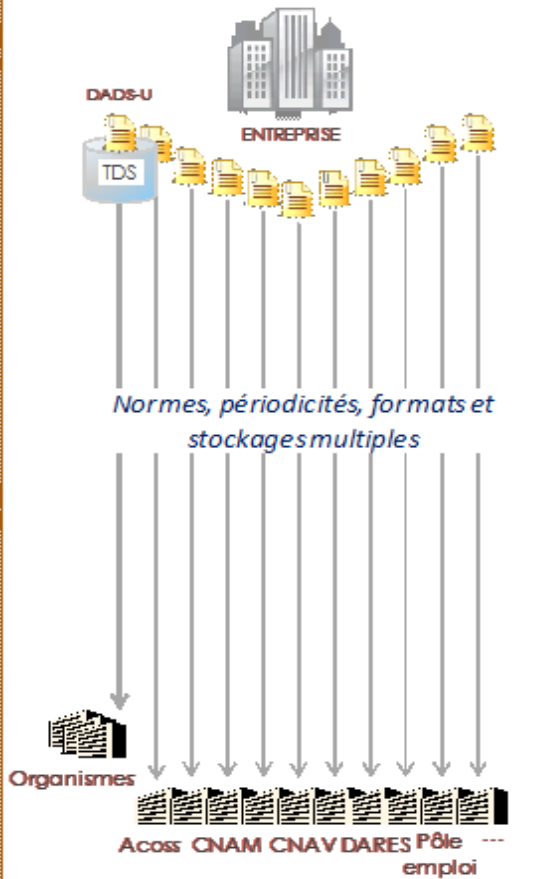 DADS-U
ENTREPRISE
TDS
Normes, périodicités, formats et
stockages multiples
Organismes
Acoss CNAM CNAV DARES Pôle emploi ---